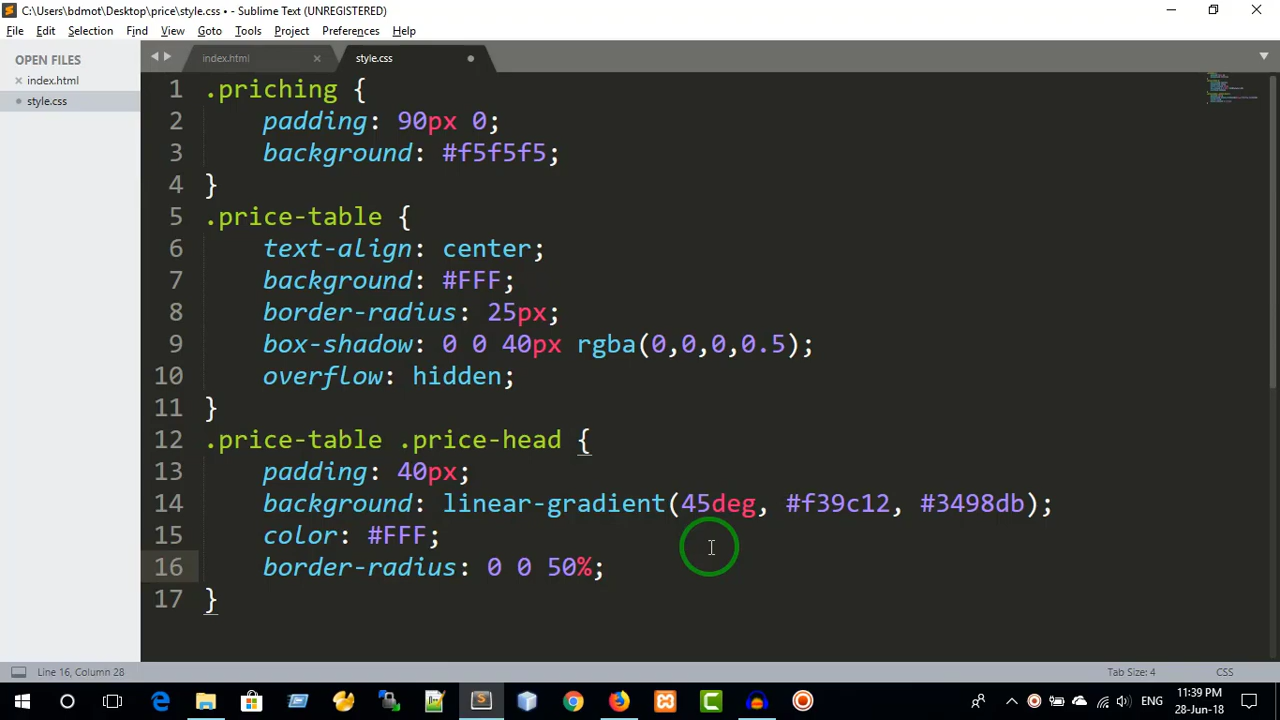 C:\Users\bdmot\Desktop\price\style.css • - Sublime Text (UNREGISTERED)
File Edit Selection Find View Goto Tools Project Preferences Help
OPEN FILES
index.html
style.css
index.html style.css
1 .priching {
2 padding: 90px 0;
3 background: #f5f5f5;
4 }
5 .price-table {
6 text-align: center;
7 background: #FFF;
8 border-radius: 25px;
9 box-shadow: 0 0 40px rgba(0,0,0,0.5);
10 overflow: hidden;
11 }
12 .price-table .price-head {
13 padding: 40px;
14 background: linear-gradient(45deg, #f39c12, #3498db);
15 color: #FFF;
16 border-radius: 0 0 50%;
17 }
Line 16, Column 28 Tab Size: 4 CSS
ENG
11:39 PM
28-Jun-18